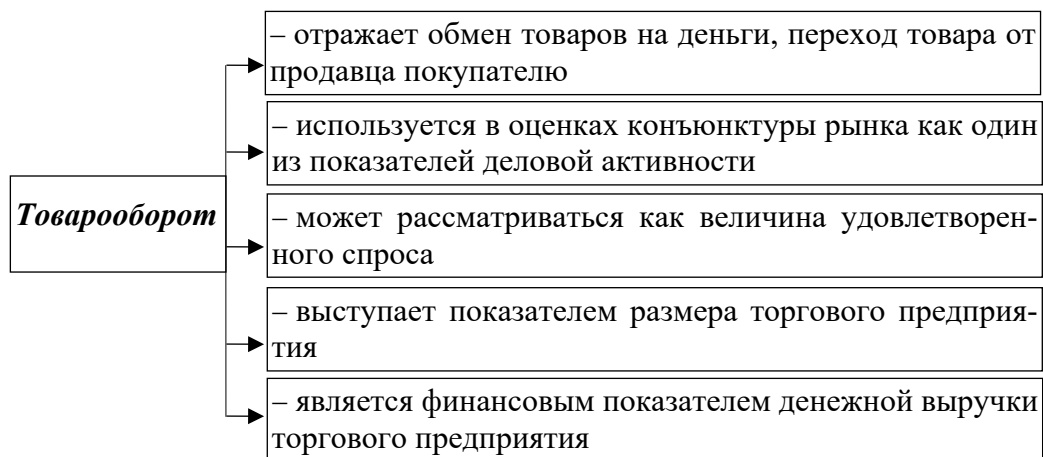 – отражает обмен товаров на деньги, переход товара от
продавца покупателю
– используется в оценках конъюнктуры рынка как один
из показателей деловой активности
Товарооборот
– может рассматриваться как величина удовлетворен-
ного спроса
– выступает показателем размера торгового предприя-
тия
– является финансовым показателем денежной выручки
торгового предприятия